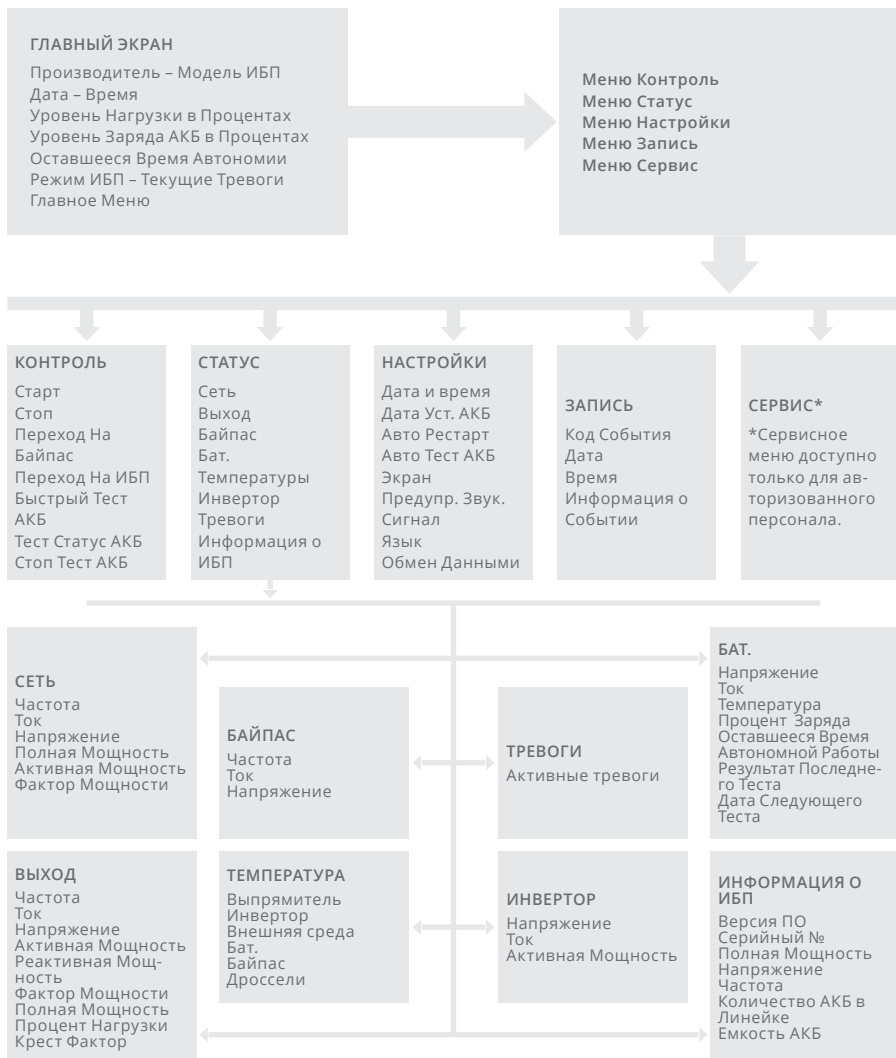 ГЛАВНЫЙ ЭКРАН
Производитель – Модель ИБП
Дата – Время
Уровень Нагрузки в Процентах
Уровень Заряда АКБ в Процентах
Оставшееся Время Автономии
Режим ИБП – Текущие Тревоги
Главное Меню
Меню Контроль
Меню Статус
Меню Настройки
Меню Запись
Меню Сервис
КОНТРОЛЬ
Старт
Стоп
Переход На
Байпас
Переход На ИБП
Быстрый Тест
АКБ
Тест Статус АКБ
Стоп Тест АКБ
СТАТУС
Сеть
Выход
Байпас
Бат.
Температуры
Инвертор
Тревоги
Информация о
ИБП
НАСТРОЙКИ
Дата и время
Дата Уст. АКБ
Авто Рестарт
Авто Тест АКБ
Экран
Предупр. Звук.
Сигнал
Язык
Обмен Данными
ЗАПИСЬ
Код События
Дата
Время
Информация о
Событии
СЕРВИС*
*Сервисное
меню доступно
только для ав-
торизованного
персонала.
СЕТЬ
Частота
Ток
Напряжение
Полная Мощность
Активная Мощность
Фактор Мощности
БАЙПАС
Частота
Ток
Напряжение
ТРЕВОГИ
Активные тревоги
БАТ.
Напряжение
Ток
Температура
Процент Заряда
Оставшееся Время
Автономной Работы
Результат Последне-
го Теста
Дата Следующего
Теста
ВЫХОД
Частота
Ток
Напряжение
Активная Мощность
Реактивная Мощ-
ность
Фактор Мощности
Полная Мощность
Процент Нагрузки
Крест Фактор
ТЕМПЕРАТУРА
Выпрямитель
Инвертор
Внешняя среда
Бат.
Байпас
Дроссели
ИНВЕРТОР
Напряжение
Ток
Активная Мощность
ИНФОРМАЦИЯ О
ИБП
Версия ПО
Серийный №
Полная Мощность
Напряжение
Частота
Количество АКБ в
Линейке
Емкость АКБ